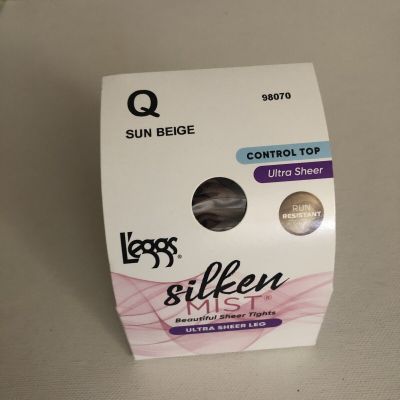 Q
98070
SUN BEIGE
CONTROL TOP
Ultra Sheer
RUN
RESISTANT
L'eggs®
silken
MIST®
Beautiful Sheer Tights
ULTRA SHEER LEG